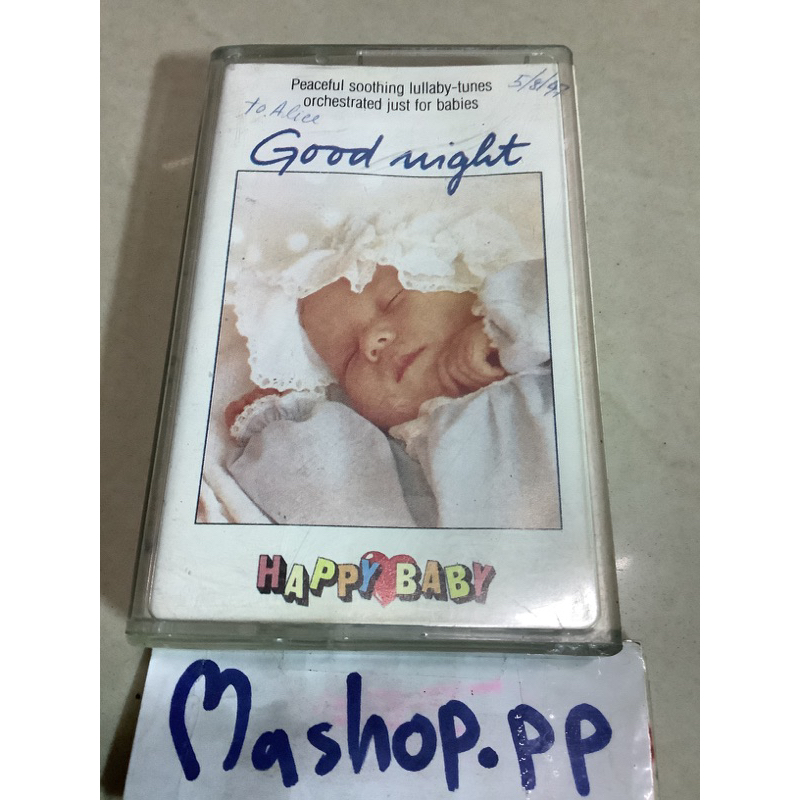 Peaceful soothing lullaby-tunes
orchestrated just for babies
5/8/97
to Alice
Good night
HAPPY BABY
Mashop.pp